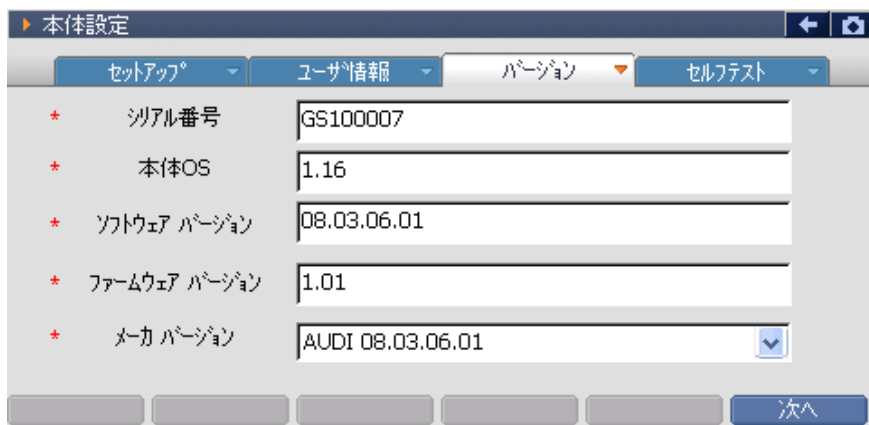 本体設定
セットアップ
ユーザ情報
バージョン
セルフテスト
* シリアル番号 GS100007
* 本体OS 1.16
* ソフトウェア バージョン 08.03.06.01
* ファームウェア バージョン 1.01
* メーカ バージョン AUDI 08.03.06.01
次へ